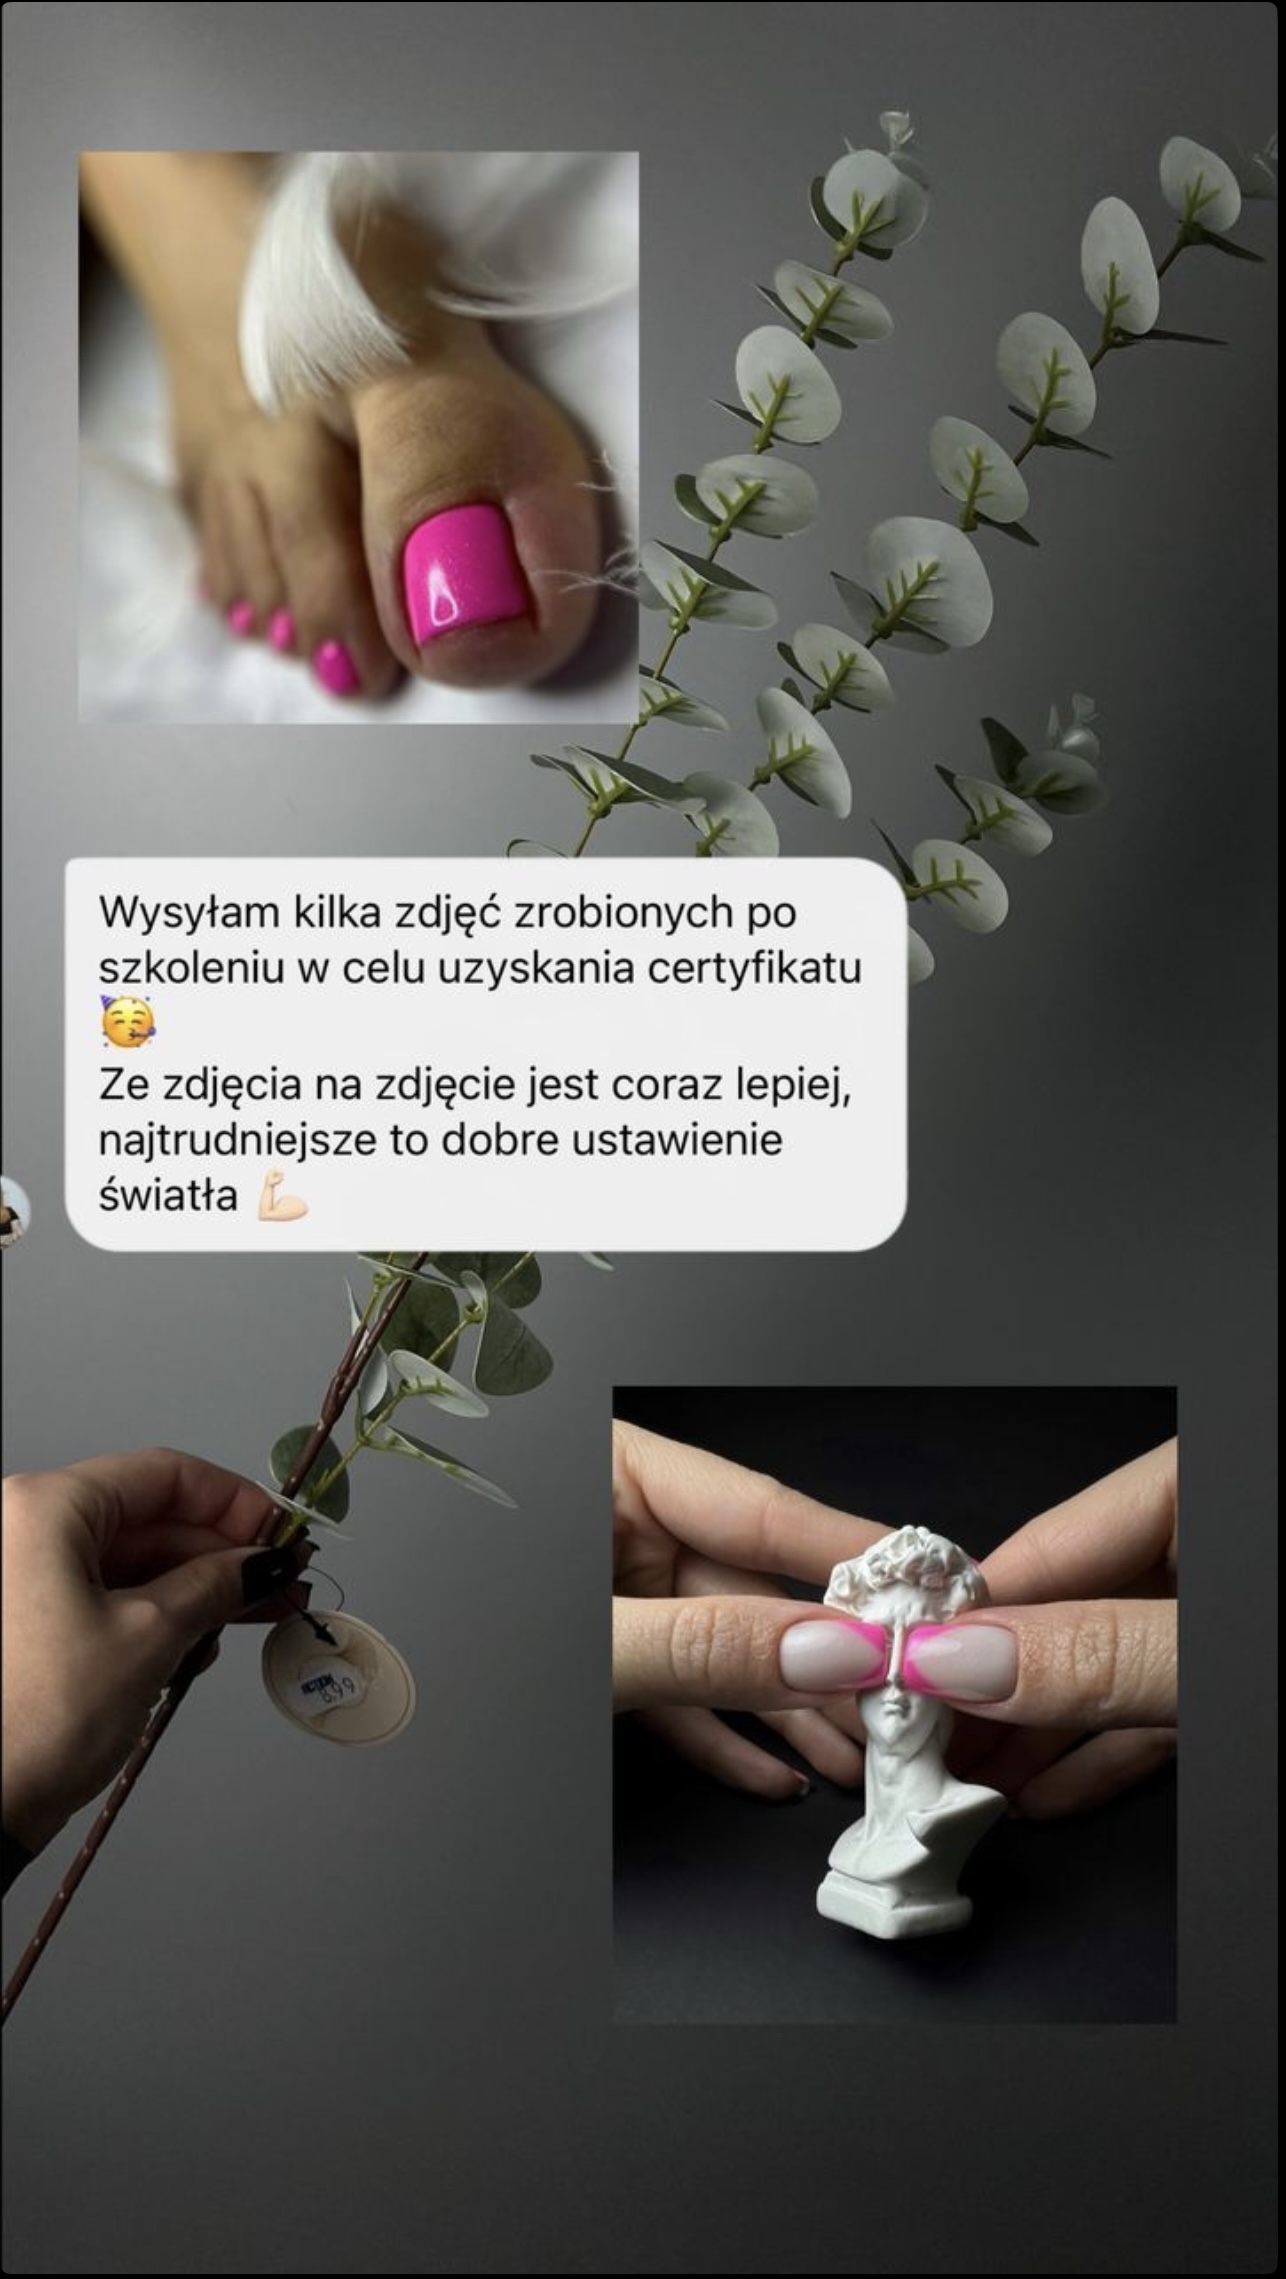 Wysyłam kilka zdjęć zrobionych po
szkoleniu w celu uzyskania certyfikatu
🥳
Ze zdjęcia na zdjęcie jest coraz lepiej,
najtrudniejsze to dobre ustawienie
światła 💪🏻
ACTION
8,99